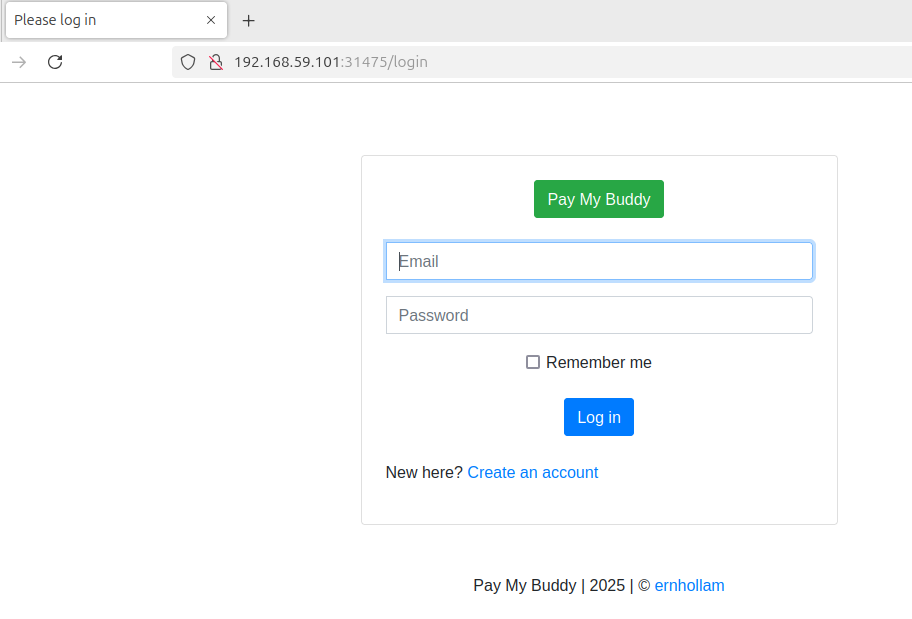 Please log in
192.168.59.101:31475/login
Pay My Buddy
Email
Password
Remember me
Log in
New here? Create an account
Pay My Buddy | 2025 | © ernhollam